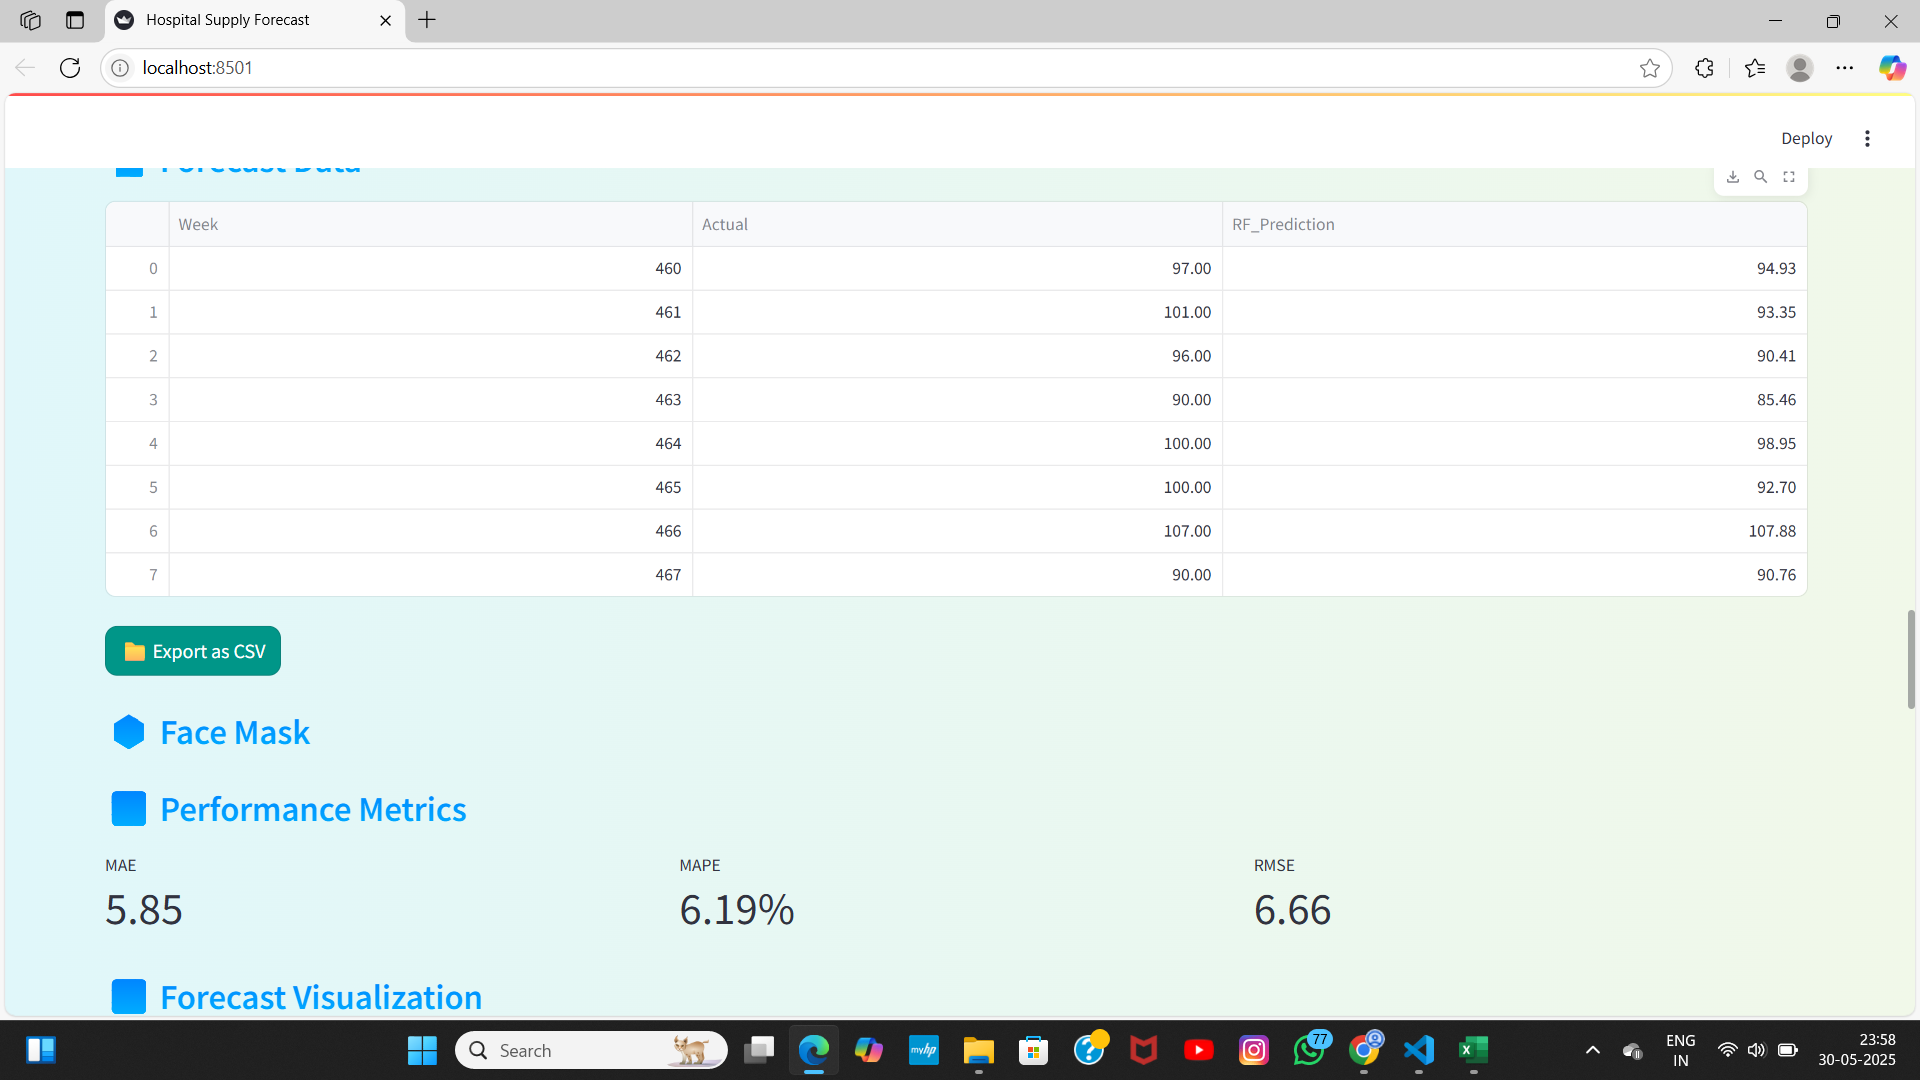 Hospital Supply Forecast
localhost:8501
Deploy
Forecast Data
Week Actual RF_Prediction
0 460 97.00 94.93
1 461 101.00 93.35
2 462 96.00 90.41
3 463 90.00 85.46
4 464 100.00 98.95
5 465 100.00 92.70
6 466 107.00 107.88
7 467 90.00 90.76
Export as CSV
Face Mask
Performance Metrics
MAE MAPE RMSE
5.85 6.19% 6.66
Forecast Visualization
Search
myhp
77
ENG
IN
23:58
30-05-2025